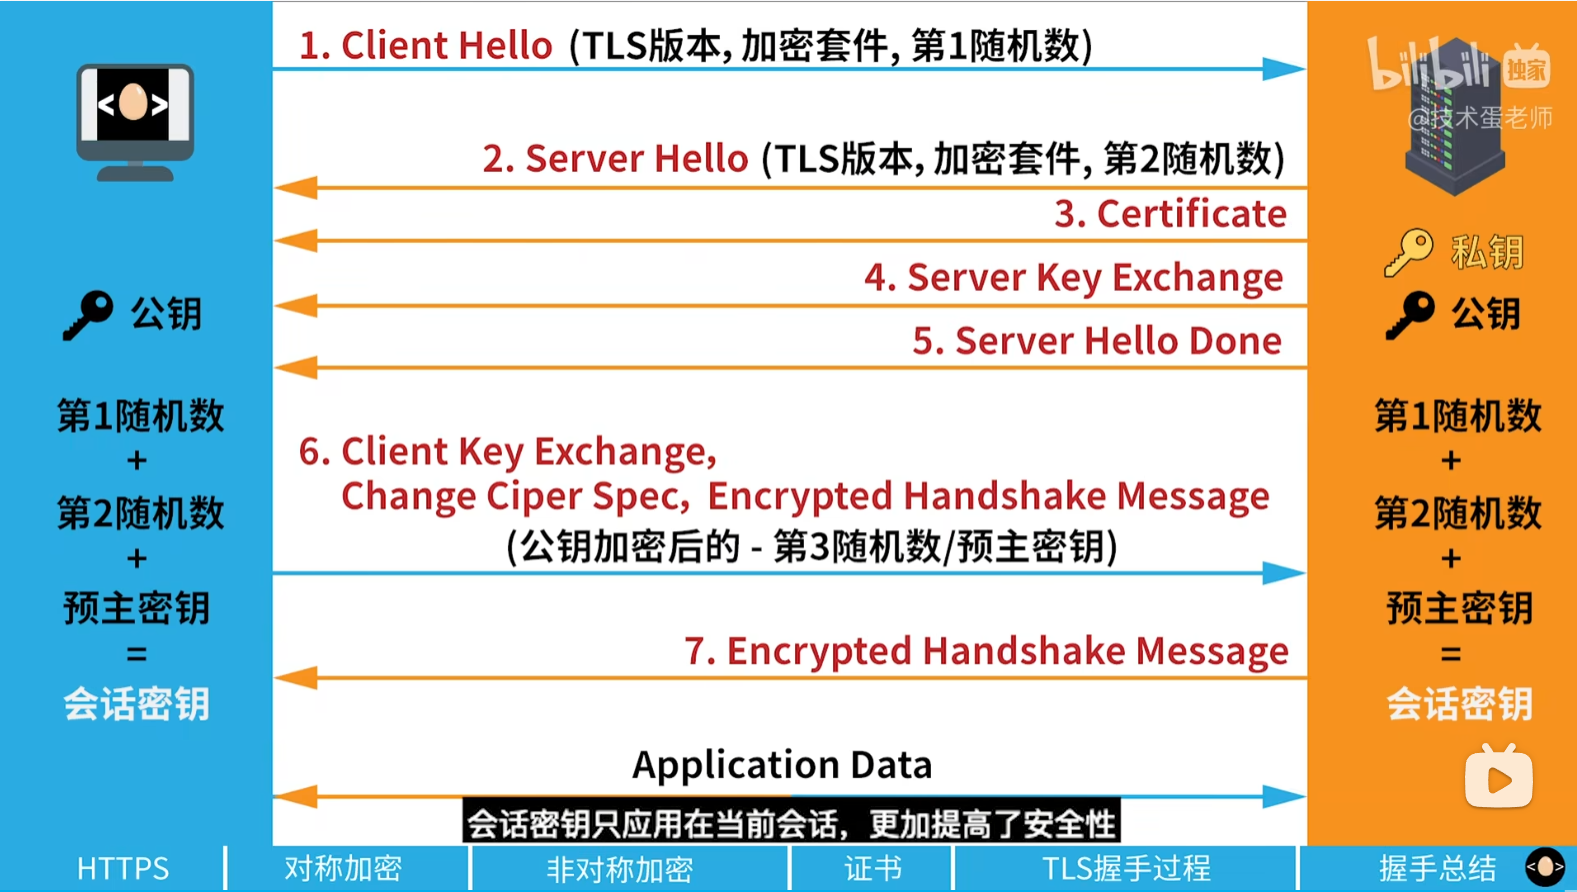 1. Client Hello (TLS版本, 加密套件, 第1随机数)
bilibili 独家
@技术蛋老师
2. Server Hello (TLS版本, 加密套件, 第2随机数)
3. Certificate
私钥
4. Server Key Exchange
公钥
公钥
5. Server Hello Done
第1随机数
+
第2随机数
+
预主密钥
=
会话密钥
6. Client Key Exchange,
Change Ciper Spec, Encrypted Handshake Message
(公钥加密后的 - 第3随机数/预主密钥)
7. Encrypted Handshake Message
第1随机数
+
第2随机数
+
预主密钥
=
会话密钥
Application Data
会话密钥只应用在当前会话，更加提高了安全性
HTTPS 对称加密 非对称加密 证书 TLS握手过程 握手总结